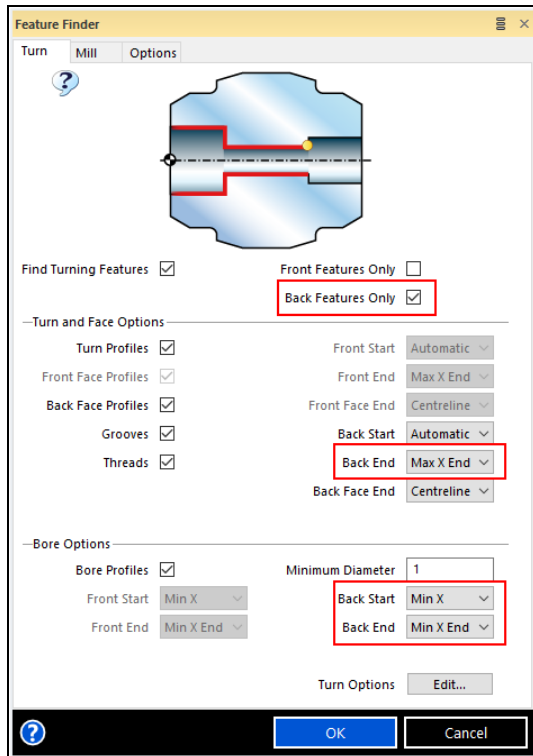 Feature Finder
Turn Mill Options
Find Turning Features Front Features Only
Back Features Only
Turn and Face Options
Turn Profiles Front Start Automatic
Front Face Profiles Front End Max X End
Back Face Profiles Front Face End Centreline
Grooves Back Start Automatic
Threads Back End Max X End
Back Face End Centreline
Bore Options
Bore Profiles Minimum Diameter 1
Front Start Min X Back Start Min X
Front End Min X End Back End Min X End
Turn Options Edit...
? OK Cancel